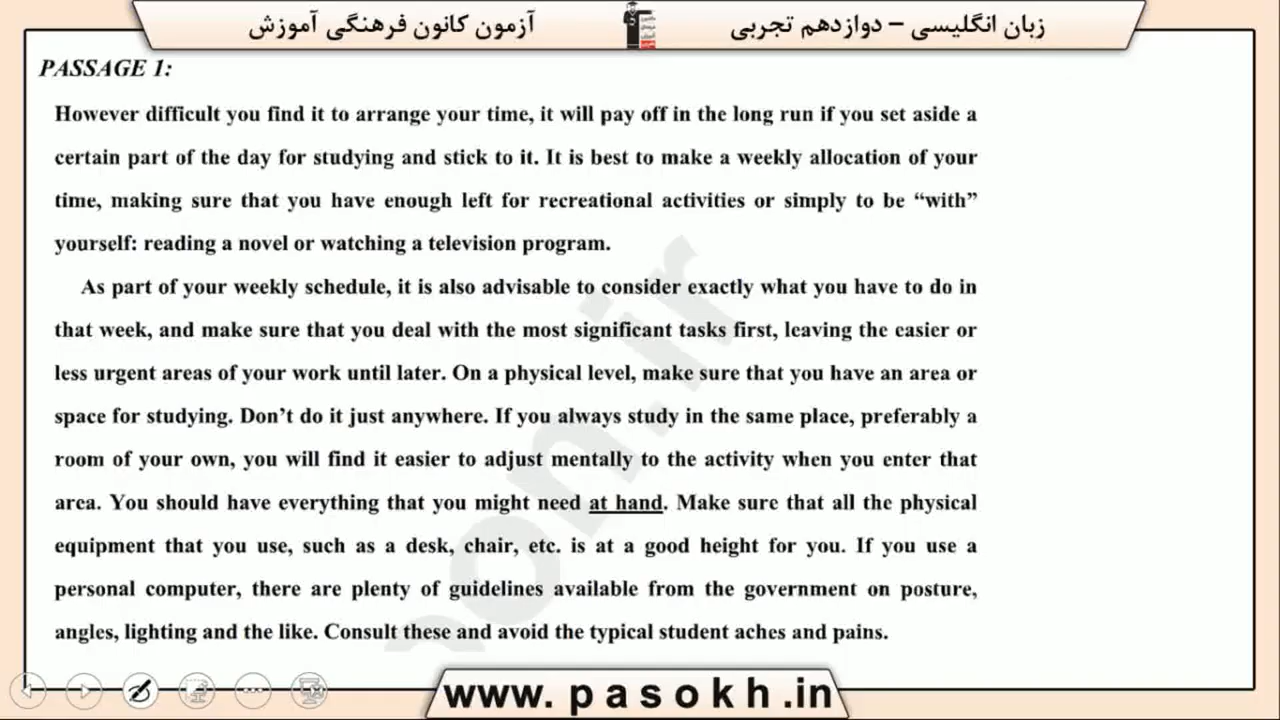 زبان انگلیسی – دوازدهم تجربی
آزمون کانون فرهنگی آموزش
PASSAGE 1:
However difficult you find it to arrange your time, it will pay off in the long run if you set aside a
certain part of the day for studying and stick to it. It is best to make a weekly allocation of your
time, making sure that you have enough left for recreational activities or simply to be “with”
yourself: reading a novel or watching a television program.
As part of your weekly schedule, it is also advisable to consider exactly what you have to do in
that week, and make sure that you deal with the most significant tasks first, leaving the easier or
less urgent areas of your work until later. On a physical level, make sure that you have an area or
space for studying. Don’t do it just anywhere. If you always study in the same place, preferably a
room of your own, you will find it easier to adjust mentally to the activity when you enter that
area. You should have everything that you might need at hand. Make sure that all the physical
equipment that you use, such as a desk, chair, etc. is at a good height for you. If you use a
personal computer, there are plenty of guidelines available from the government on posture,
angles, lighting and the like. Consult these and avoid the typical student aches and pains.
www. p a s o k h .in